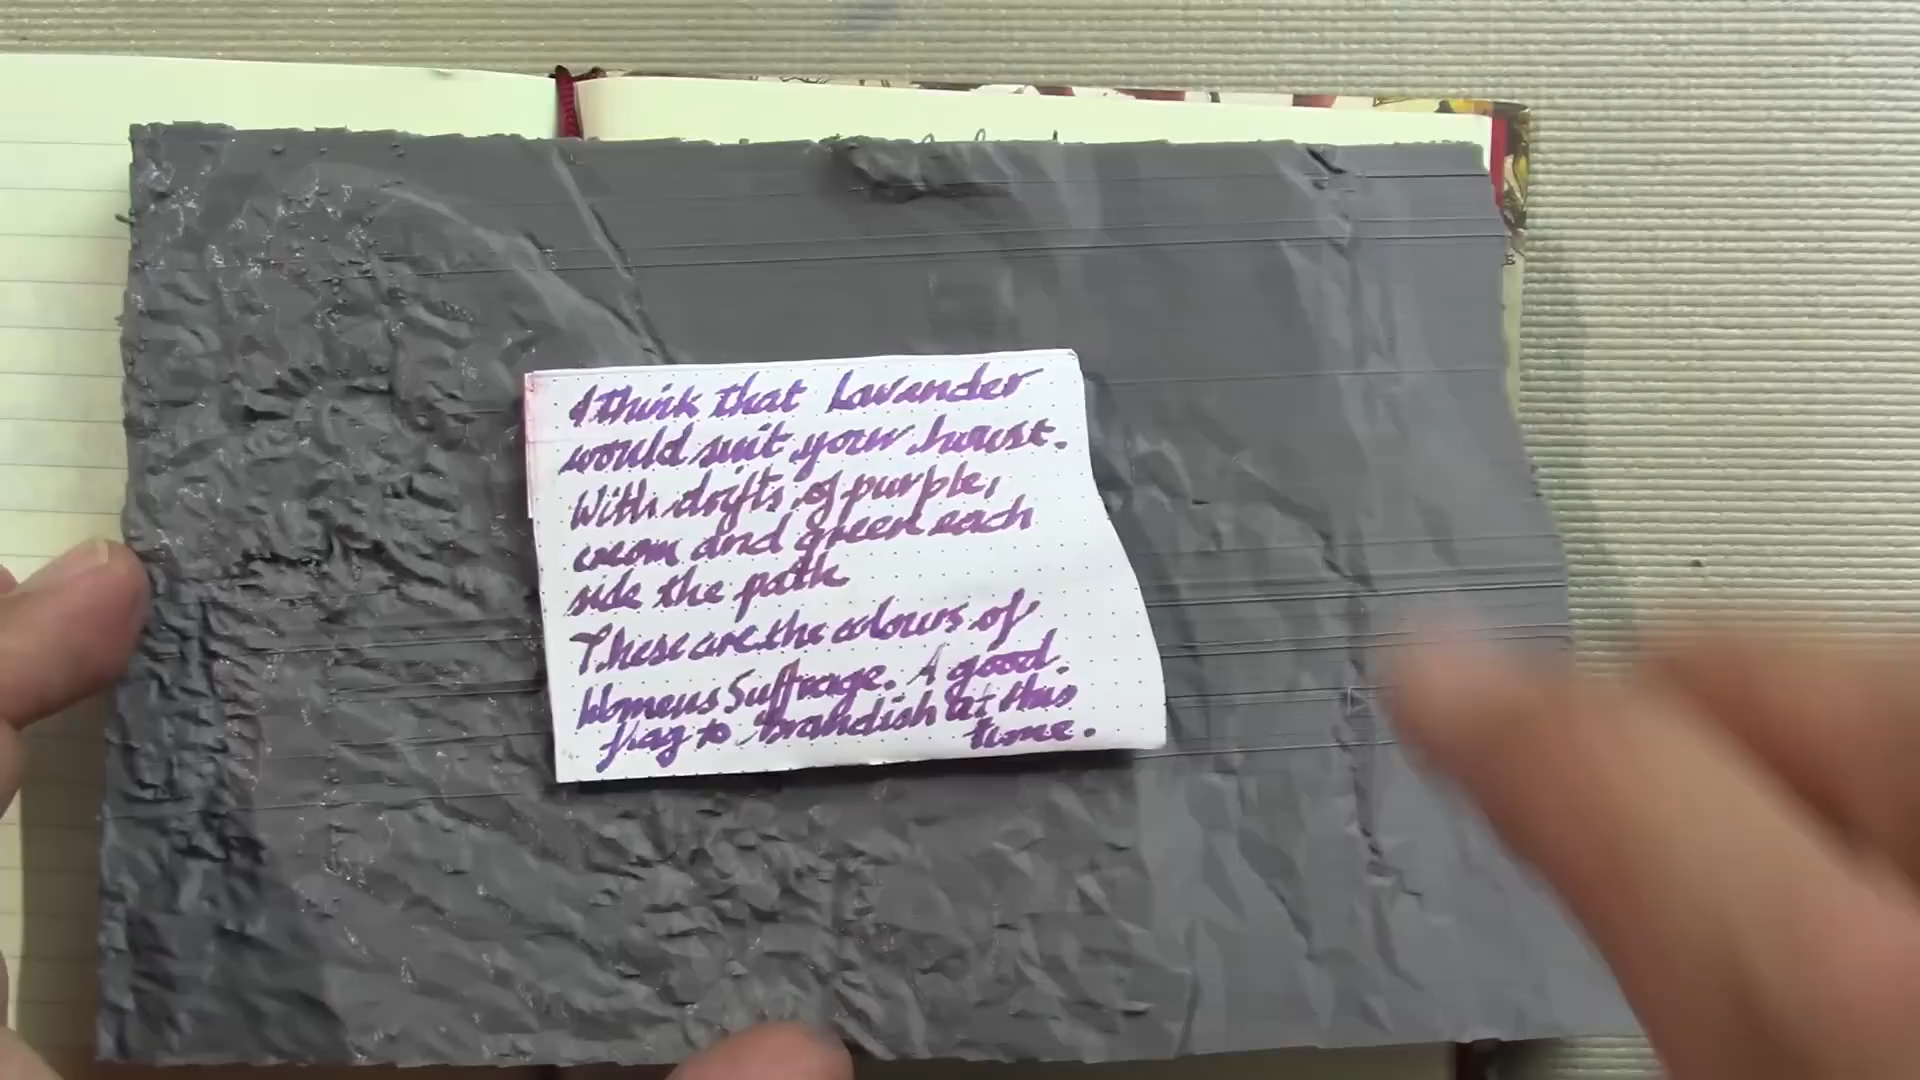 I think that Lavender
would suit your house.
With drifts of purple,
cream and green each
side the path
These are the colours of
Womens Suffrage. A good
flag to brandish at this
time.